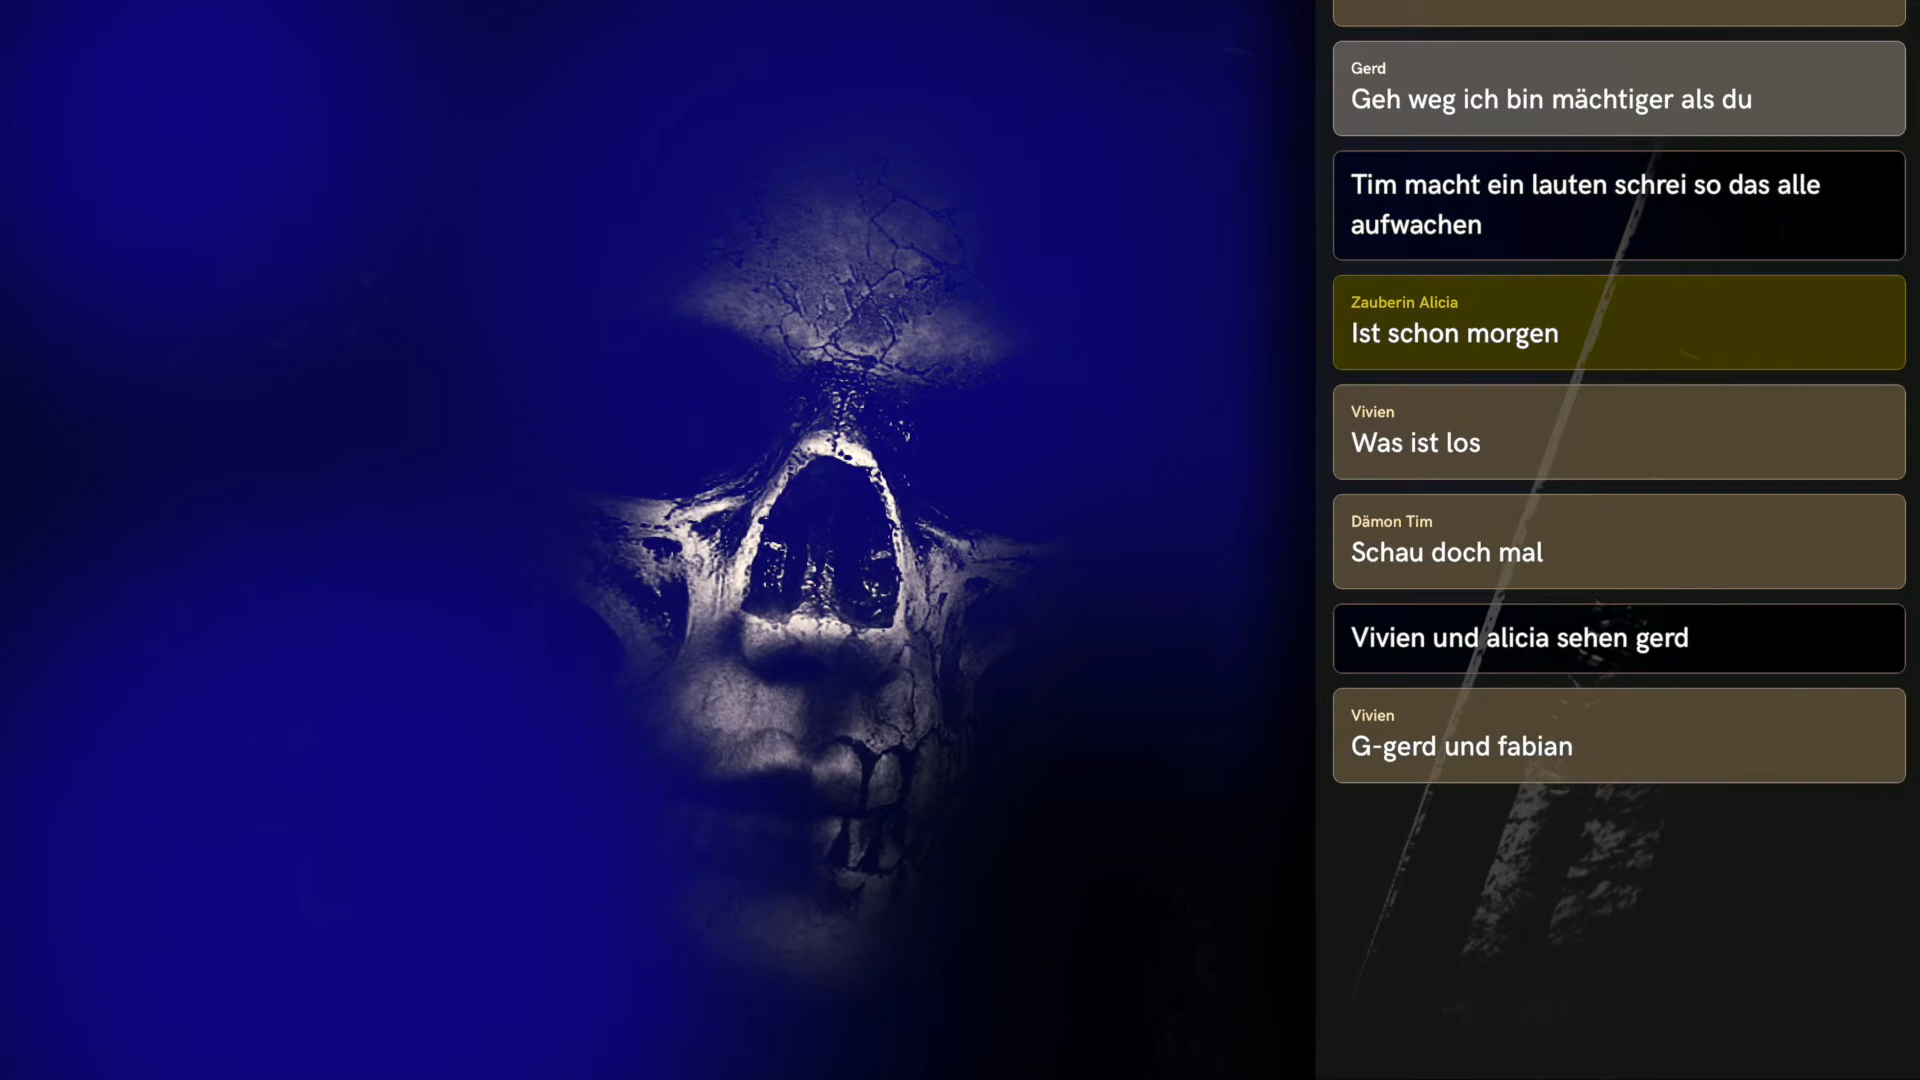 Gerd
Geh weg ich bin mächtiger als du
Tim macht ein lauten schrei so das alle
aufwachen
Zauberin Alicia
Ist schon morgen
Vivien
Was ist los
Dämon Tim
Schau doch mal
Vivien und alicia sehen gerd
Vivien
G-gerd und fabian